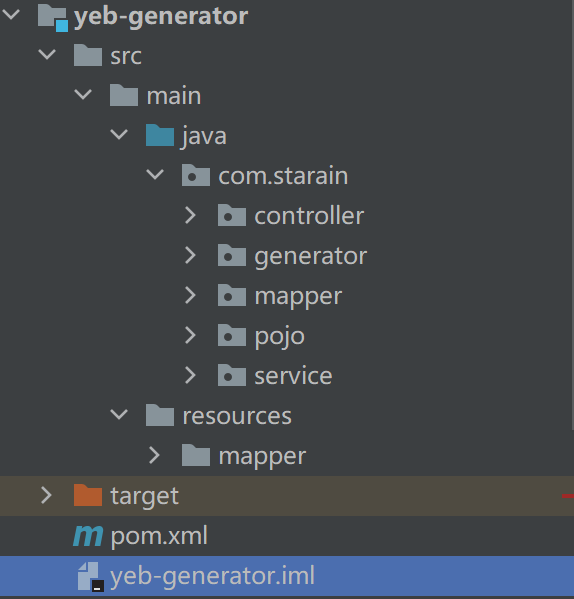 yeb-generator
src
main
java
com.starain
controller
generator
mapper
pojo
service
resources
mapper
target
pom.xml
yeb-generator.iml